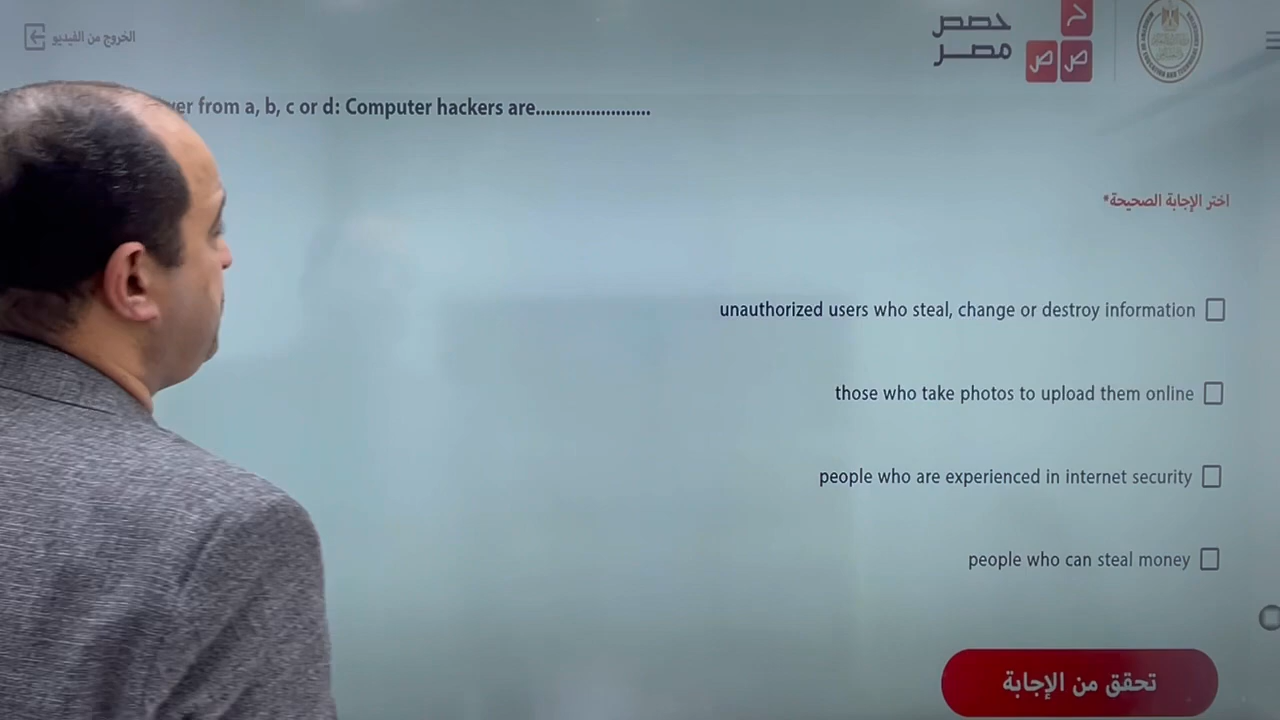 الخروج من الفيديو
حصص
مصر
ح
ص ص
from a, b, c or d: Computer hackers are.......................
اختر الإجابة الصحيحة*
unauthorized users who steal, change or destroy information
those who take photos to upload them online
people who are experienced in internet security
people who can steal money
تحقق من الإجابة